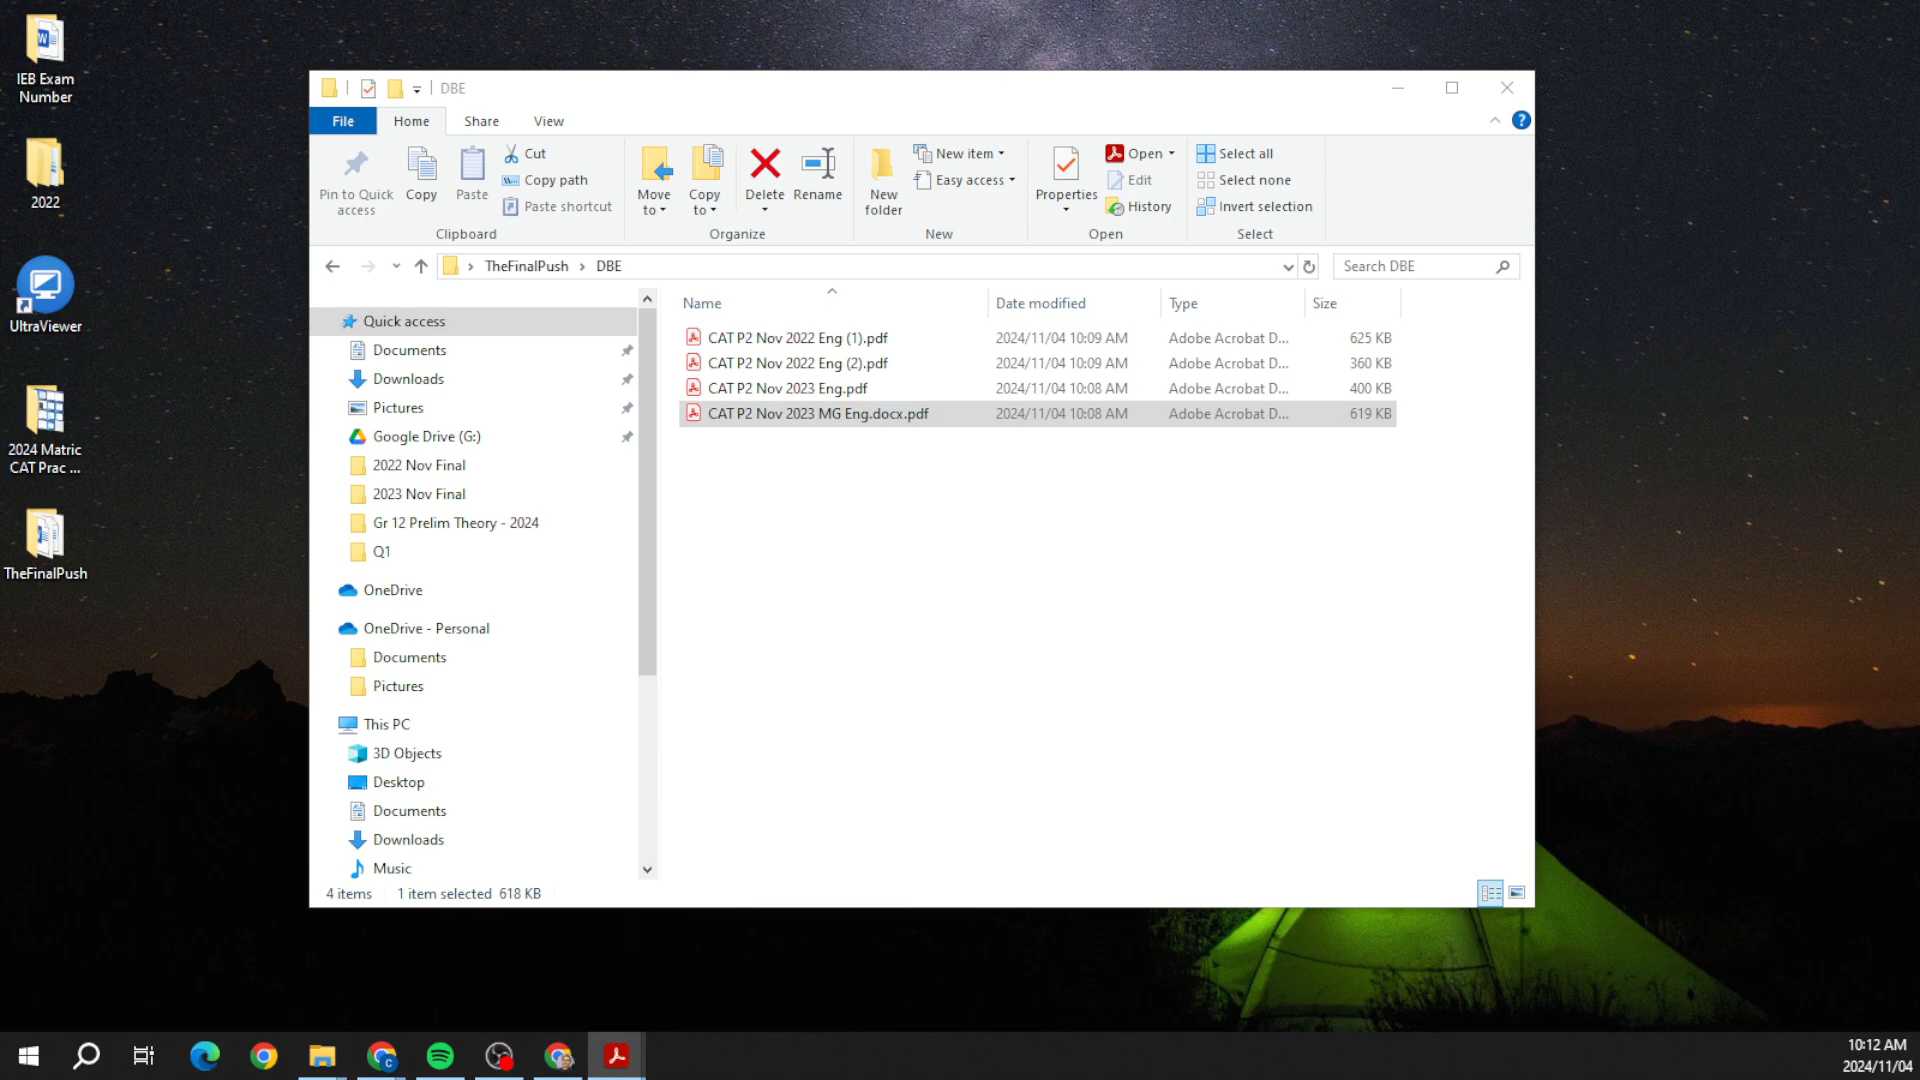 IEB Exam
Number
2022
UltraViewer
2024 Matric
CAT Prac ...
TheFinalPush
DBE
File Home Share View
Pin to Quick
access
Copy
Paste
Cut
Copy path
Paste shortcut
Clipboard
Move
to
Copy
to
Delete
Rename
Organize
New
folder
New item
Easy access
New
Properties
Open
Edit
History
Open
Select all
Select none
Invert selection
Select
TheFinalPush › DBE
Search DBE
Quick access
Documents
Downloads
Pictures
Google Drive (G:)
2022 Nov Final
2023 Nov Final
Gr 12 Prelim Theory - 2024
Q1
OneDrive
OneDrive - Personal
Documents
Pictures
This PC
3D Objects
Desktop
Documents
Downloads
Music
Name Date modified Type Size
CAT P2 Nov 2022 Eng (1).pdf 2024/11/04 10:09 AM Adobe Acrobat D... 625 KB
CAT P2 Nov 2022 Eng (2).pdf 2024/11/04 10:09 AM Adobe Acrobat D... 360 KB
CAT P2 Nov 2023 Eng.pdf 2024/11/04 10:08 AM Adobe Acrobat D... 400 KB
CAT P2 Nov 2023 MG Eng.docx.pdf 2024/11/04 10:08 AM Adobe Acrobat D... 619 KB
4 items 1 item selected 618 KB
10:12 AM
2024/11/04